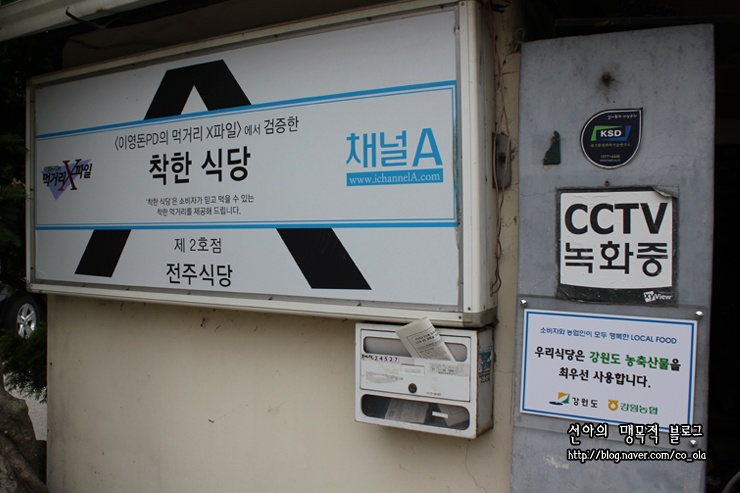 <이영돈PD의 먹거리 X파일>에서 검증한
착한 식당
'착한 식당'은 소비자가 믿고 먹을 수 있는
착한 먹거리를 제공해 드립니다.
제 2호점
전주식당
먹거리X파일
채널A
www.ichannelA.com
KSD
CCTV
녹화중
XyView
소비자와 농업인이 모두 행복한 LOCAL FOOD
우리식당은 강원도 농축산물을
최우선 사용합니다.
강원도 강원농협
선아의 맹목적 블로그
http://blog.naver.com/co_ola